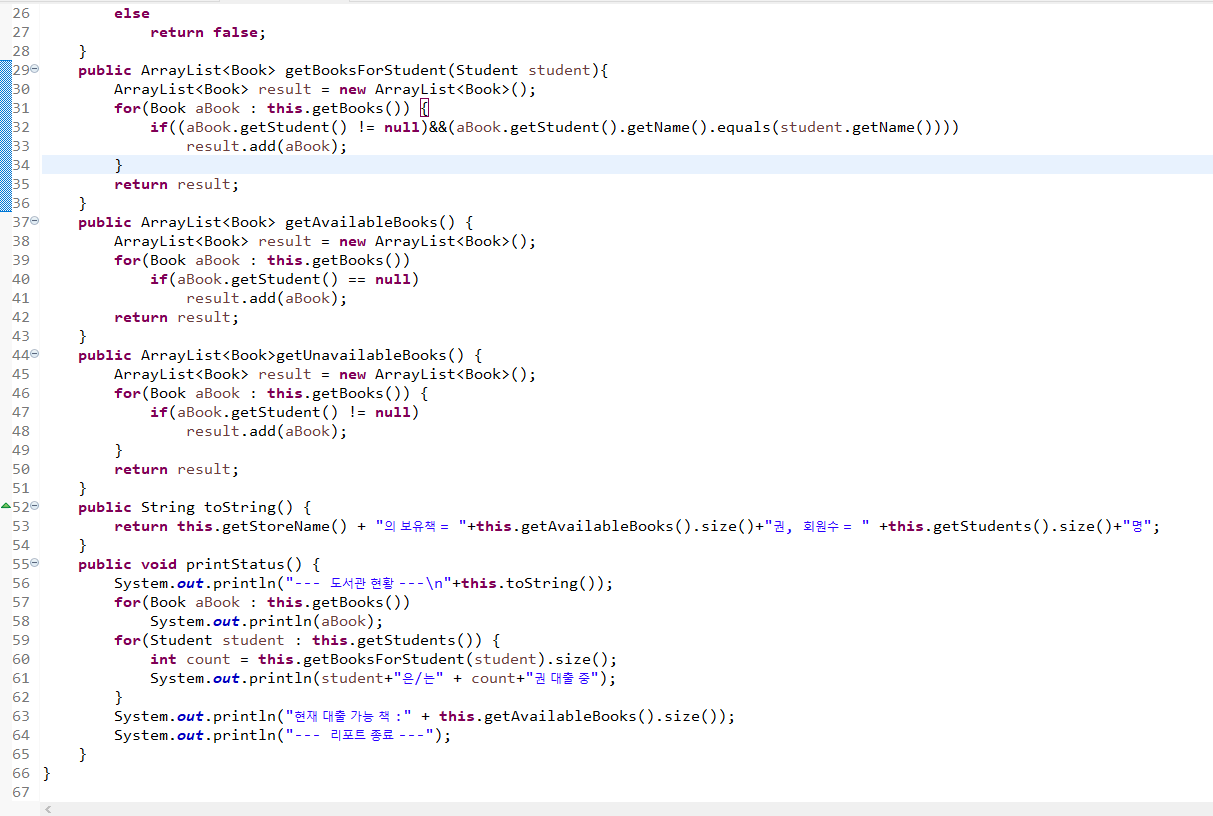 26 else
27 return false;
28 }
29 public ArrayList<Book> getBooksForStudent(Student student){
30 ArrayList<Book> result = new ArrayList<Book>();
31 for(Book aBook : this.getBooks()) {
32 if((aBook.getStudent() != null)&&(aBook.getStudent().getName().equals(student.getName())))
33 result.add(aBook);
34 }
35 return result;
36 }
37 public ArrayList<Book> getAvailableBooks() {
38 ArrayList<Book> result = new ArrayList<Book>();
39 for(Book aBook : this.getBooks())
40 if(aBook.getStudent() == null)
41 result.add(aBook);
42 return result;
43 }
44 public ArrayList<Book>getUnavailableBooks() {
45 ArrayList<Book> result = new ArrayList<Book>();
46 for(Book aBook : this.getBooks()) {
47 if(aBook.getStudent() != null)
48 result.add(aBook);
49 }
50 return result;
51 }
52 public String toString() {
53 return this.getStoreName() + "의 보유책 = "+this.getAvailableBooks().size()+"권, 회원수 = " +this.getStudents().size()+"명";
54 }
55 public void printStatus() {
56 System.out.println("--- 도서관 현황 ---\n"+this.toString());
57 for(Book aBook : this.getBooks())
58 System.out.println(aBook);
59 for(Student student : this.getStudents()) {
60 int count = this.getBooksForStudent(student).size();
61 System.out.println(student+"은/는" + count+"권 대출 중");
62 }
63 System.out.println("현재 대출 가능 책 :" + this.getAvailableBooks().size());
64 System.out.println("--- 리포트 종료 ---");
65 }
66 }
67